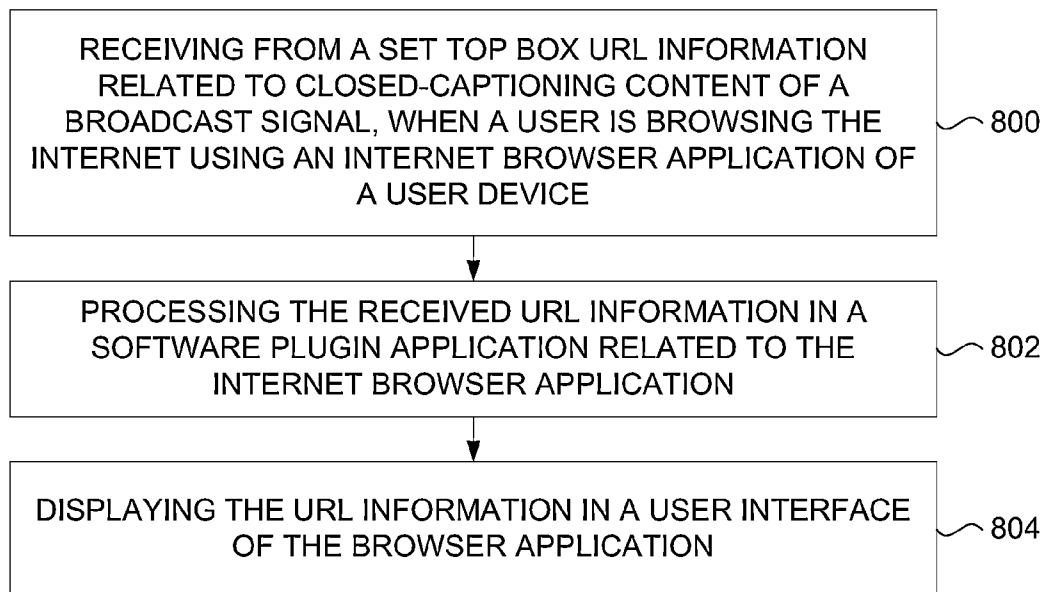 RECEIVING FROM A SET TOP BOX URL INFORMATION
RELATED TO CLOSED-CAPTIONING CONTENT OF A
BROADCAST SIGNAL, WHEN A USER IS BROWSING THE
INTERNET USING AN INTERNET BROWSER APPLICATION OF
A USER DEVICE
800
PROCESSING THE RECEIVED URL INFORMATION IN A
SOFTWARE PLUGIN APPLICATION RELATED TO THE
INTERNET BROWSER APPLICATION
802
DISPLAYING THE URL INFORMATION IN A USER INTERFACE
OF THE BROWSER APPLICATION
804